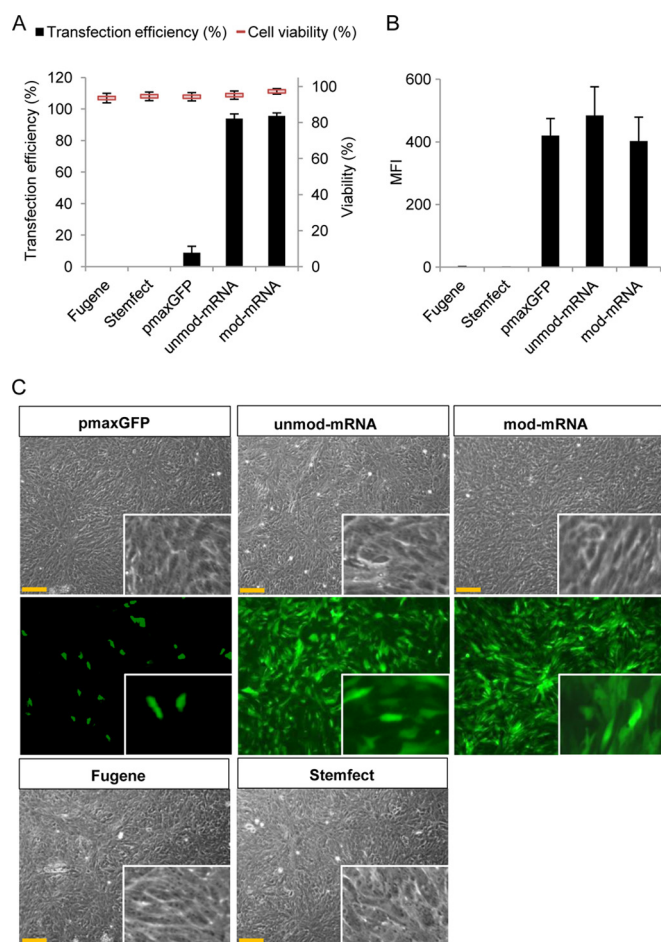 A
B
Transfection efficiency (%) Cell viability (%)
120
100
80
60
40
20
0
Transfection efficiency (%)
100
80
60
40
20
0
Viability (%)
Fugene
Stemfect
pmaxGFP
unmod-mRNA
mod-mRNA
600
400
200
0
MFI
Fugene
Stemfect
pmaxGFP
unmod-mRNA
mod-mRNA
C
pmaxGFP
unmod-mRNA
mod-mRNA
Fugene
Stemfect